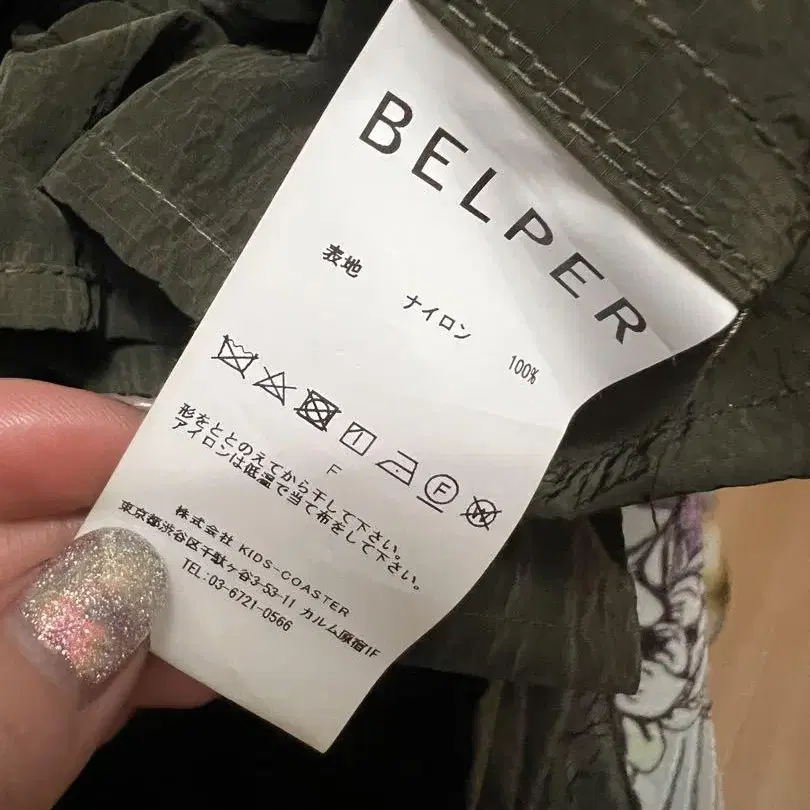 BELPER
表地 ナイロン 100%
F
形をととのえてから干して下さい。
アイロンは低温で当て布をして下さい。
F
株式会社 KIDS-COASTER
東京都渋谷区千駄ケ谷3-53-11 カルム原宿1F
TEL:03-6721-0566